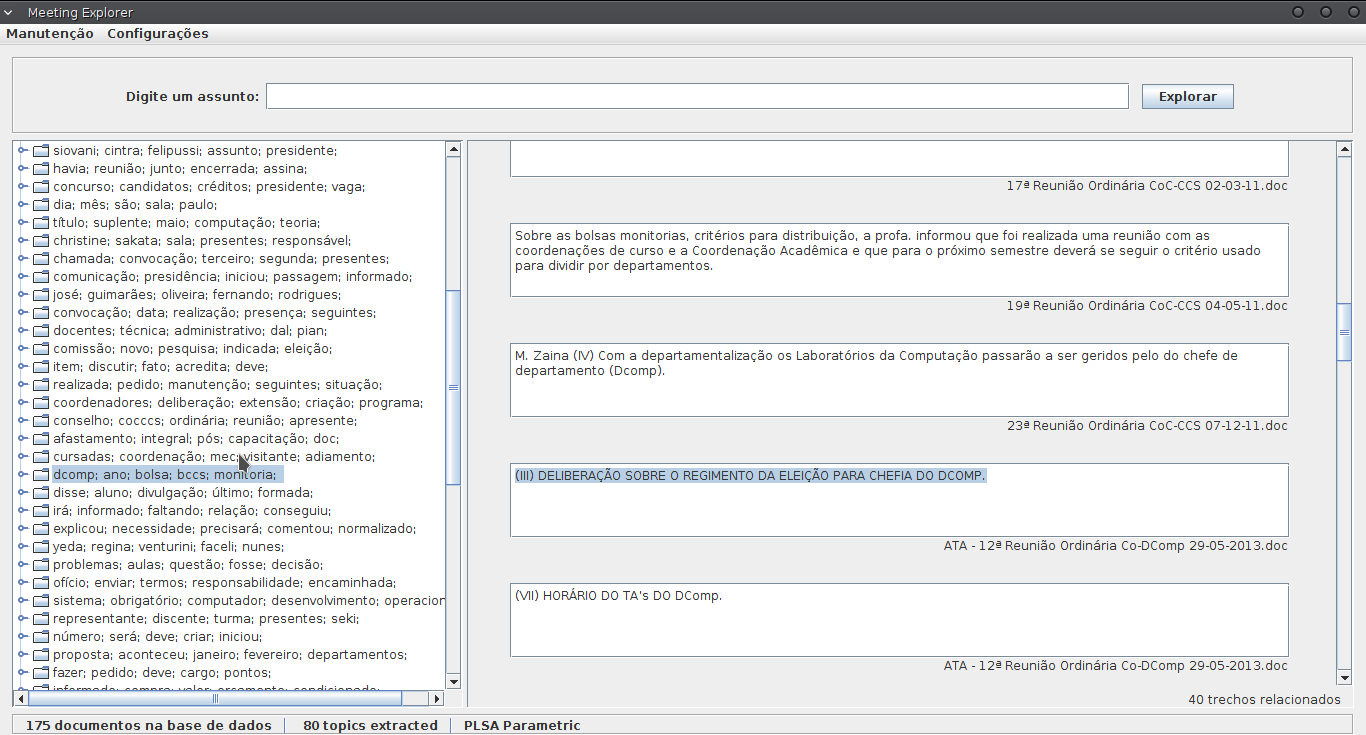 Meeting Explorer
Manutenção Configurações
Digite um assunto:
Explorar
siovani; cintra; felipussi; assunto; presidente;
havia; reunião; junto; encerrada; assina;
concurso; candidatos; créditos; presidente; vaga;
dia; mês; são; sala; paulo;
título; suplente; maio; computação; teoria;
christine; sakata; sala; presentes; responsável;
chamada; convocação; terceiro; segunda; presentes;
comunicação; presidência; iniciou; passagem; informado;
josé; guimarães; oliveira; fernando; rodrigues;
convocação; data; realização; presença; seguintes;
docentes; técnica; administrativo; dal; pian;
comissão; novo; pesquisa; indicada; eleição;
item; discutir; fato; acredita; deve;
realizada; pedido; manutenção; seguintes; situação;
coordenadores; deliberação; extensão; criação; programa;
conselho; cocccs; ordinária; reunião; apresente;
afastamento; integral; pós; capacitação; doc;
cursadas; coordenação; mec; visitante; adiamento;
dcomp; ano; bolsa; bccs; monitoria;
disse; aluno; divulgação; último; formada;
irá; informado; faltando; relação; conseguiu;
explicou; necessidade; precisará; comentou; normalizado;
yeda; regina; venturini; faceli; nunes;
problemas; aulas; questão; fosse; decisão;
ofício; enviar; termos; responsabilidade; encaminhada;
sistema; obrigatório; computador; desenvolvimento; operacion
representante; discente; turma; presentes; seki;
número; será; deve; criar; iniciou;
proposta; aconteceu; janeiro; fevereiro; departamentos;
fazer; pedido; deve; cargo; pontos;
informado; compra; valor; orçamento; condicionado;
17ª Reunião Ordinária CoC-CCS 02-03-11.doc
Sobre as bolsas monitorias, critérios para distribuição, a profa. informou que foi realizada uma reunião com as
coordenações de curso e a Coordenação Acadêmica e que para o próximo semestre deverá se seguir o critério usado
para dividir por departamentos.
19ª Reunião Ordinária CoC-CCS 04-05-11.doc
M. Zaina (IV) Com a departamentalização os Laboratórios da Computação passarão a ser geridos pelo do chefe de
departamento (Dcomp).
23ª Reunião Ordinária CoC-CCS 07-12-11.doc
(III) DELIBERAÇÃO SOBRE O REGIMENTO DA ELEIÇÃO PARA CHEFIA DO DCOMP.
ATA - 12ª Reunião Ordinária Co-DComp 29-05-2013.doc
(VII) HORÁRIO DO TA's DO DComp.
ATA - 12ª Reunião Ordinária Co-DComp 29-05-2013.doc
40 trechos relacionados
175 documentos na base de dados 80 topics extracted PLSA Parametric